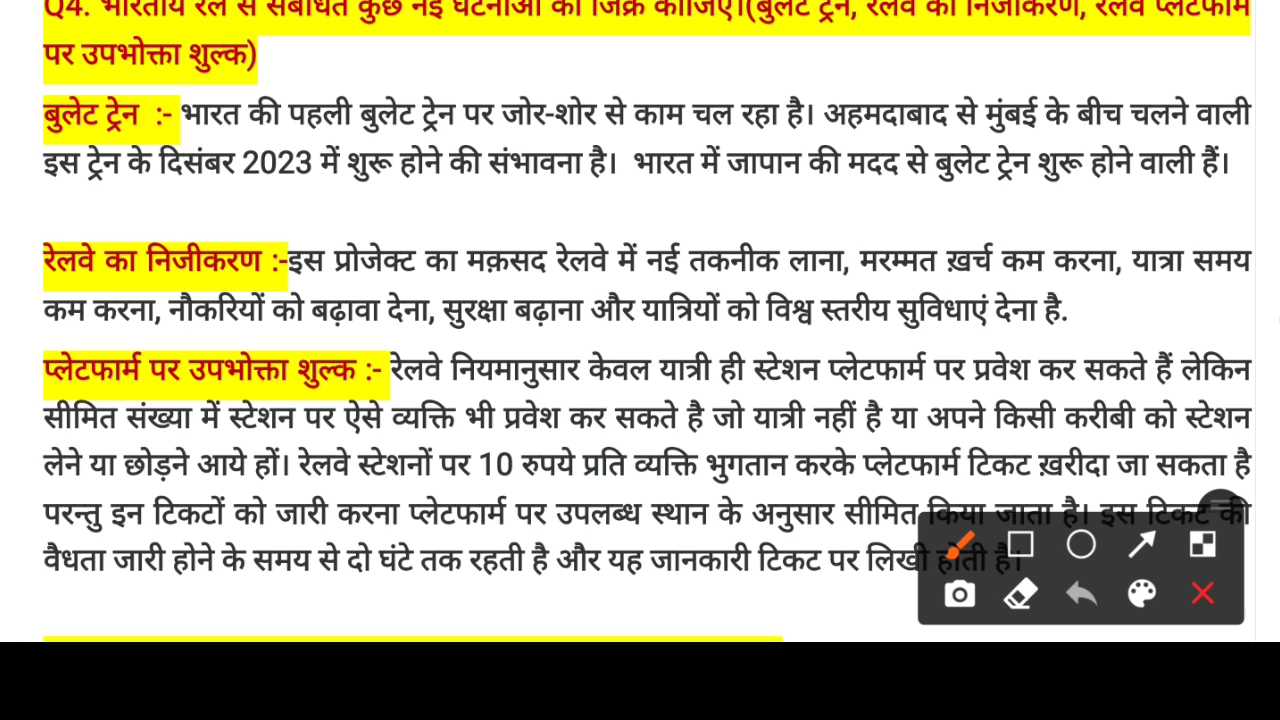 Q4. भारतीय रेल से संबंधित कुछ नई घटनाओं का जिक्र कीजिए।(बुलेट ट्रेन, रेलवे का निजीकरण, रेलवे प्लेटफार्म
पर उपभोक्ता शुल्क)
बुलेट ट्रेन :- भारत की पहली बुलेट ट्रेन पर जोर-शोर से काम चल रहा है। अहमदाबाद से मुंबई के बीच चलने वाली
इस ट्रेन के दिसंबर 2023 में शुरू होने की संभावना है। भारत में जापान की मदद से बुलेट ट्रेन शुरू होने वाली हैं।
रेलवे का निजीकरण :-इस प्रोजेक्ट का मक़सद रेलवे में नई तकनीक लाना, मरम्मत ख़र्च कम करना, यात्रा समय
कम करना, नौकरियों को बढ़ावा देना, सुरक्षा बढ़ाना और यात्रियों को विश्व स्तरीय सुविधाएं देना है.
प्लेटफार्म पर उपभोक्ता शुल्क :- रेलवे नियमानुसार केवल यात्री ही स्टेशन प्लेटफार्म पर प्रवेश कर सकते हैं लेकिन
सीमित संख्या में स्टेशन पर ऐसे व्यक्ति भी प्रवेश कर सकते है जो यात्री नहीं है या अपने किसी करीबी को स्टेशन
लेने या छोड़ने आये हों। रेलवे स्टेशनों पर 10 रुपये प्रति व्यक्ति भुगतान करके प्लेटफार्म टिकट ख़रीदा जा सकता है
परन्तु इन टिकटों को जारी करना प्लेटफार्म पर उपलब्ध स्थान के अनुसार सीमित किया जाता है। इस टिकट की
वैधता जारी होने के समय से दो घंटे तक रहती है और यह जानकारी टिकट पर लिखी होती है।